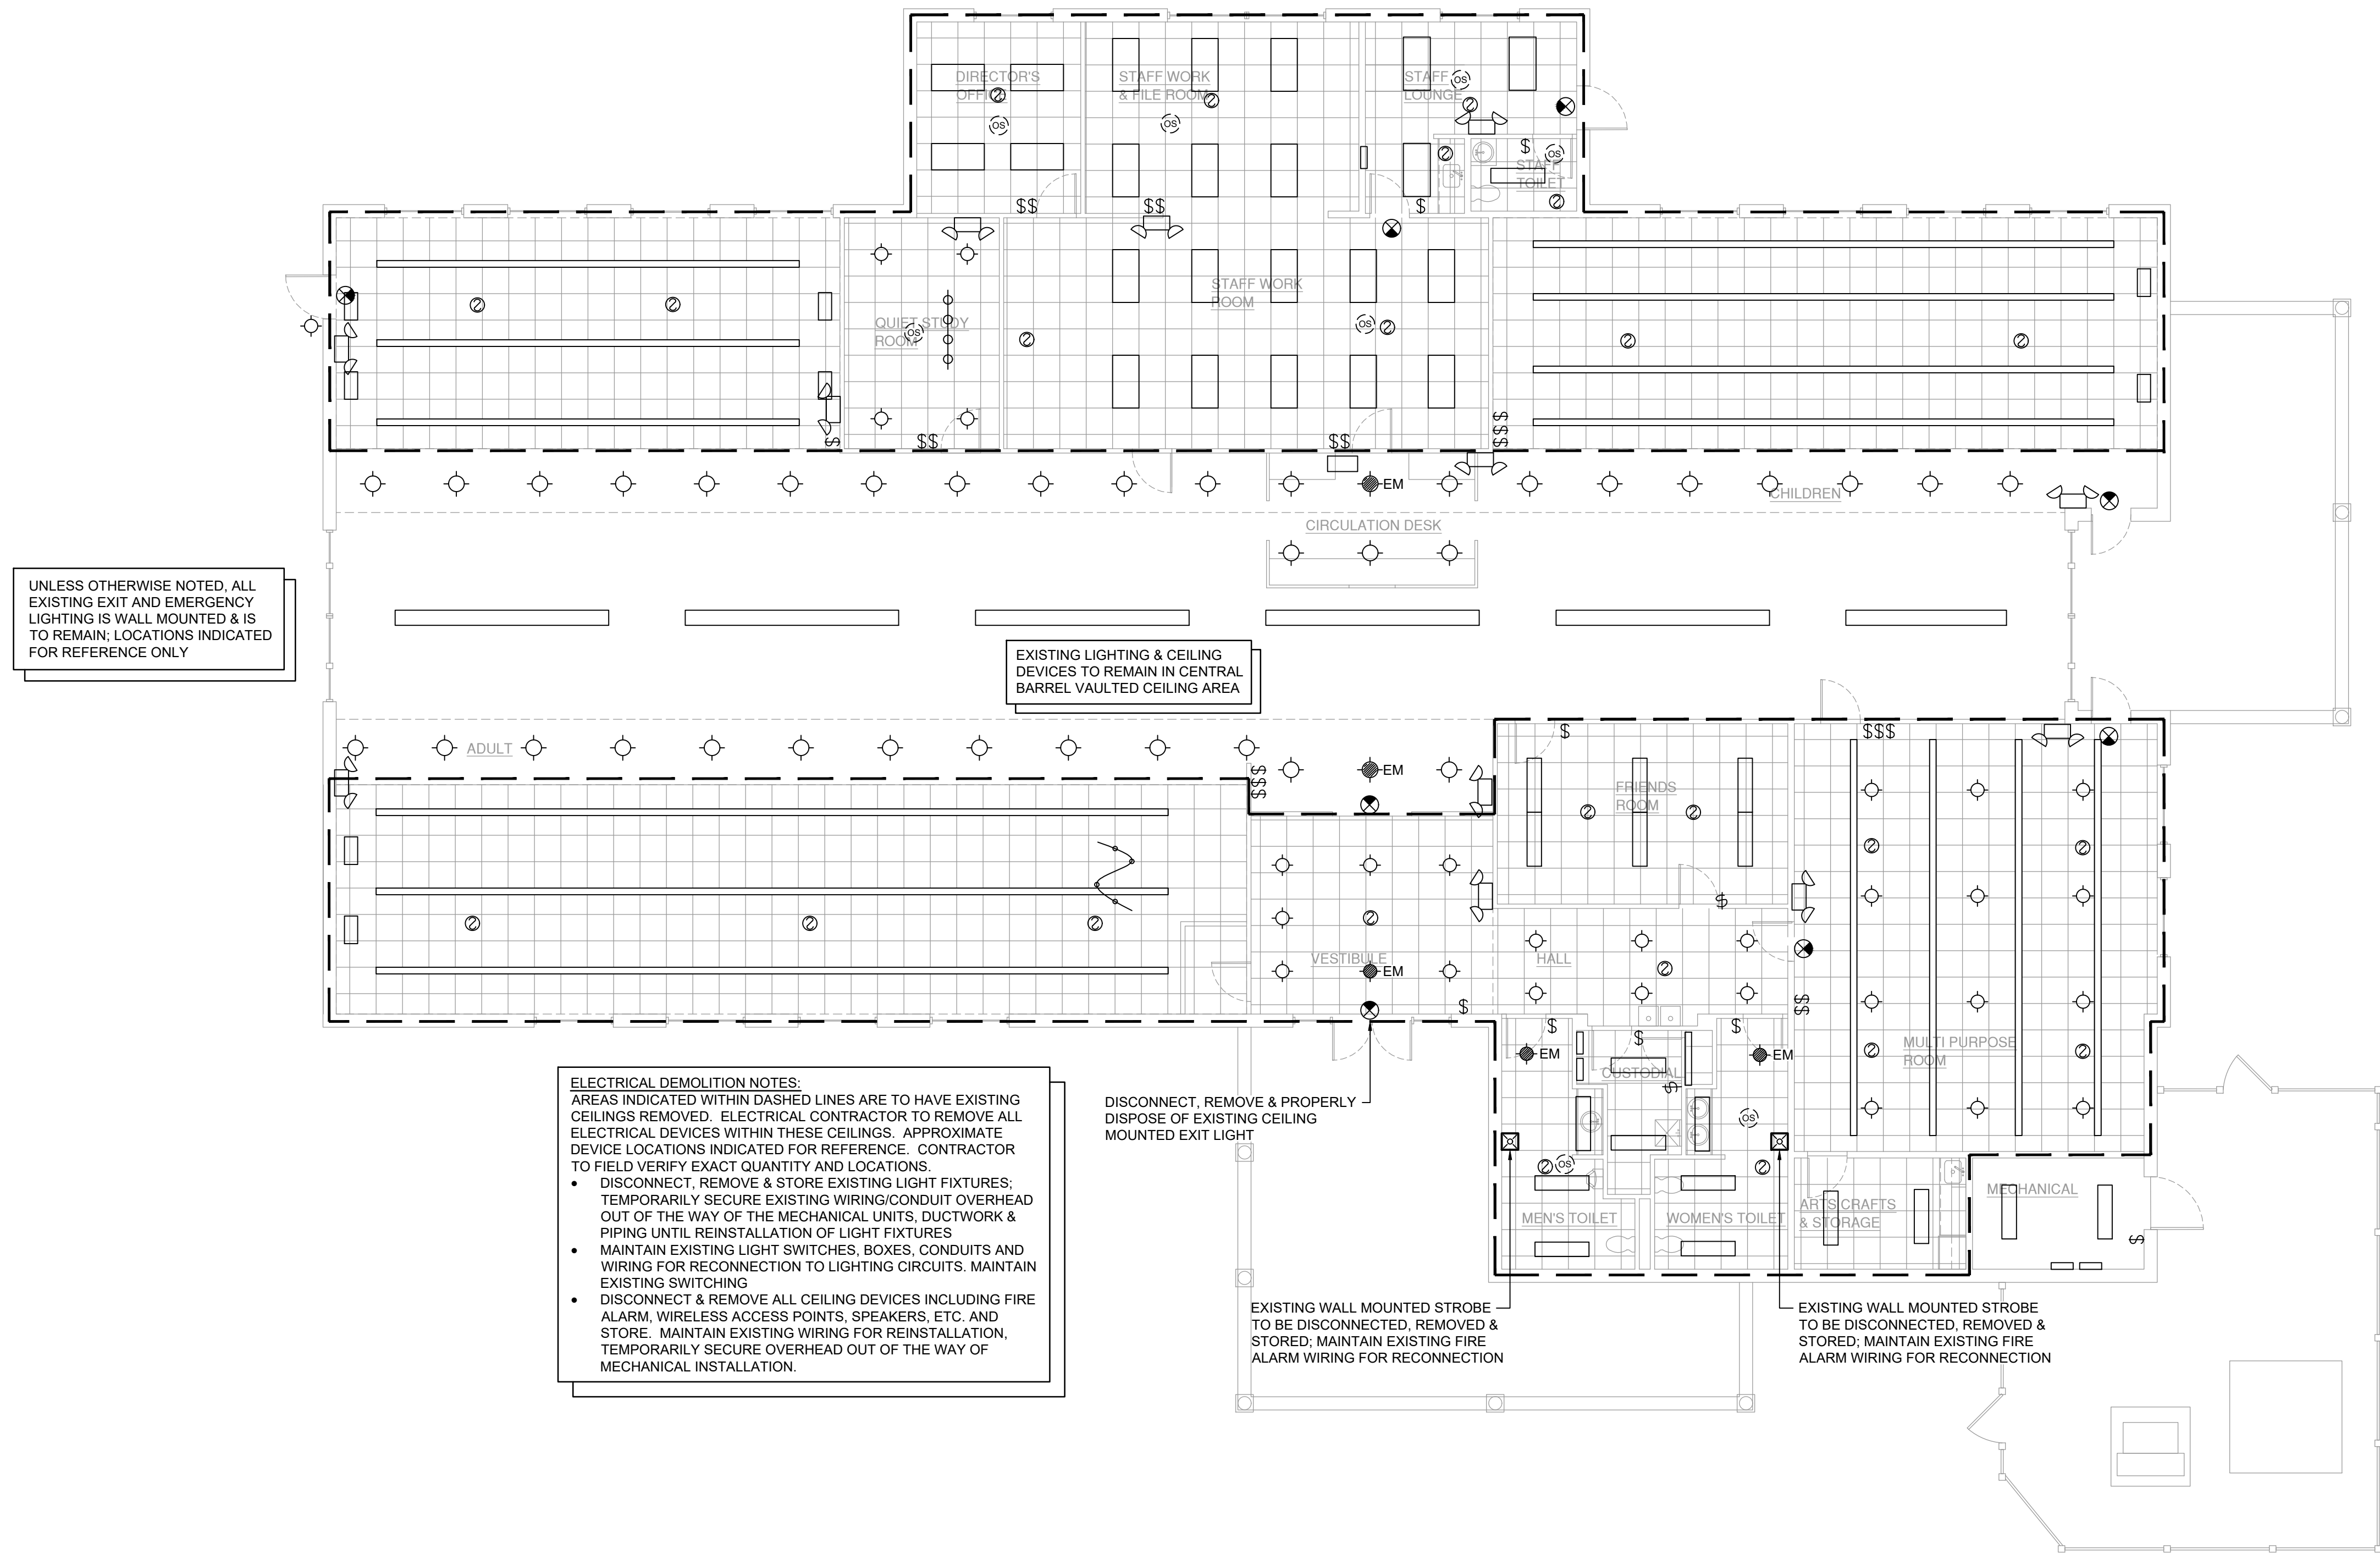 DIRECTOR'S
OFFICE
STAFF WORK
& FILE ROOM
STAFF
LOUNGE
OS
OS
OS
$
OS
STAFF
TOILET
$$
$$
$
STAFF WORK
ROOM
QUIET STUDY
ROOM
OS
OS
$
$$
$$
$$$
EM
CHILDREN
CIRCULATION DESK
UNLESS OTHERWISE NOTED, ALL
EXISTING EXIT AND EMERGENCY
LIGHTING IS WALL MOUNTED & IS
TO REMAIN; LOCATIONS INDICATED
FOR REFERENCE ONLY
EXISTING LIGHTING & CEILING
DEVICES TO REMAIN IN CENTRAL
BARREL VAULTED CEILING AREA
ADULT
$
$$$
$$$
EM
FRIENDS
ROOM
$
VESTIBULE
EM
HALL
$
$$
$
$
$
EM
EM
MULTI PURPOSE
ROOM
CUSTODIAL
$
OS
OS
ELECTRICAL DEMOLITION NOTES:
AREAS INDICATED WITHIN DASHED LINES ARE TO HAVE EXISTING
CEILINGS REMOVED. ELECTRICAL CONTRACTOR TO REMOVE ALL
ELECTRICAL DEVICES WITHIN THESE CEILINGS. APPROXIMATE
DEVICE LOCATIONS INDICATED FOR REFERENCE. CONTRACTOR
TO FIELD VERIFY EXACT QUANTITY AND LOCATIONS.
• DISCONNECT, REMOVE & STORE EXISTING LIGHT FIXTURES;
TEMPORARILY SECURE EXISTING WIRING/CONDUIT OVERHEAD
OUT OF THE WAY OF THE MECHANICAL UNITS, DUCTWORK &
PIPING UNTIL REINSTALLATION OF LIGHT FIXTURES
• MAINTAIN EXISTING LIGHT SWITCHES, BOXES, CONDUITS AND
WIRING FOR RECONNECTION TO LIGHTING CIRCUITS. MAINTAIN
EXISTING SWITCHING
• DISCONNECT & REMOVE ALL CEILING DEVICES INCLUDING FIRE
ALARM, WIRELESS ACCESS POINTS, SPEAKERS, ETC. AND
STORE. MAINTAIN EXISTING WIRING FOR REINSTALLATION,
TEMPORARILY SECURE OVERHEAD OUT OF THE WAY OF
MECHANICAL INSTALLATION.
DISCONNECT, REMOVE & PROPERLY
DISPOSE OF EXISTING CEILING
MOUNTED EXIT LIGHT
MEN'S TOILET
WOMEN'S TOILET
ARTS CRAFTS
& STORAGE
MECHANICAL
$
EXISTING WALL MOUNTED STROBE
TO BE DISCONNECTED, REMOVED &
STORED; MAINTAIN EXISTING FIRE
ALARM WIRING FOR RECONNECTION
EXISTING WALL MOUNTED STROBE
TO BE DISCONNECTED, REMOVED &
STORED; MAINTAIN EXISTING FIRE
ALARM WIRING FOR RECONNECTION